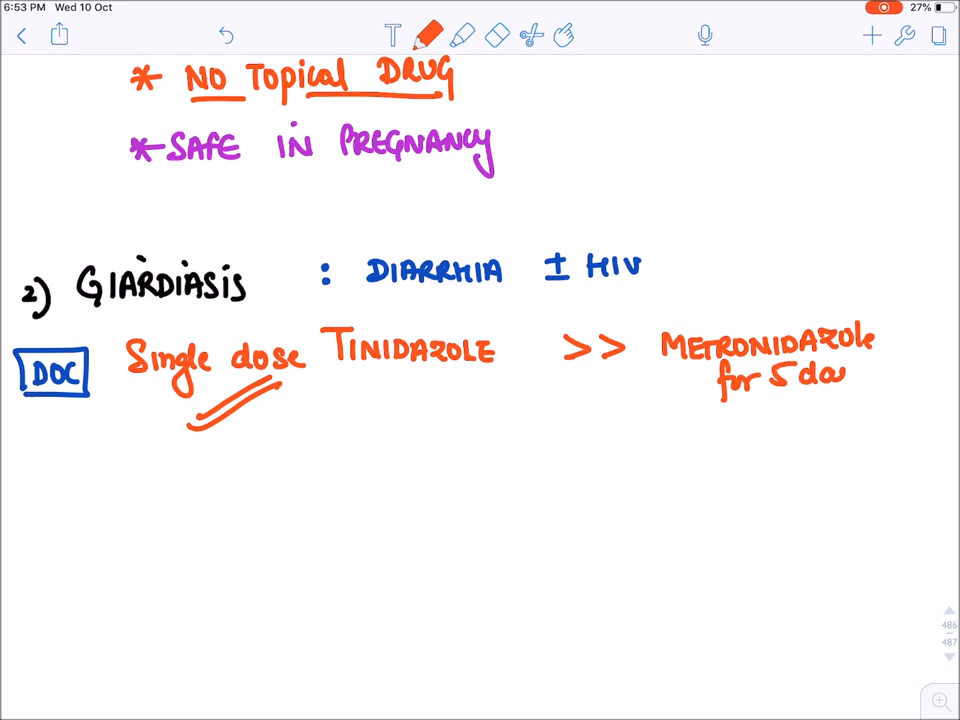 6:53 PM Wed 10 Oct 27%
T
* NO TOPICAL DRUG
* SAFE IN PREGNANCY
2) GIARDIASIS : DIARRHIA ± HIV
DOC Single dose TINIDAZOLE >> METRONIDAZOLE
for 5 da
486
487